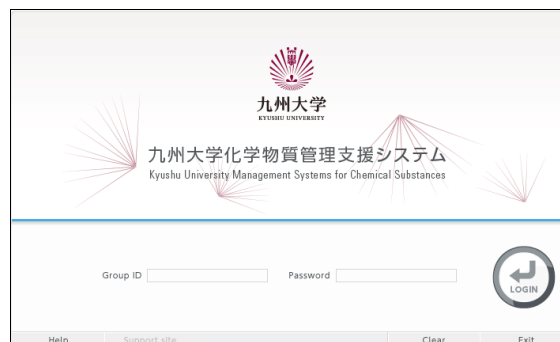 九州大学
KYUSHU UNIVERSITY
九州大学化学物質管理支援システム
Kyushu University Management Systems for Chemical Substances
Group ID Password
LOGIN
Help Support site Clear Exit